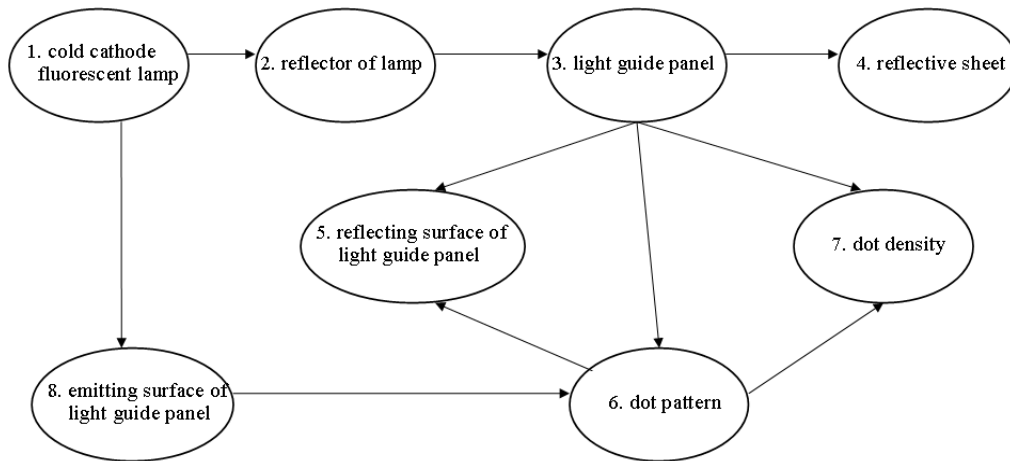 1. cold cathode
fluorescent lamp
2. reflector of lamp
3. light guide panel
4. reflective sheet
5. reflecting surface of
light guide panel
7. dot density
8. emitting surface of
light guide panel
6. dot pattern